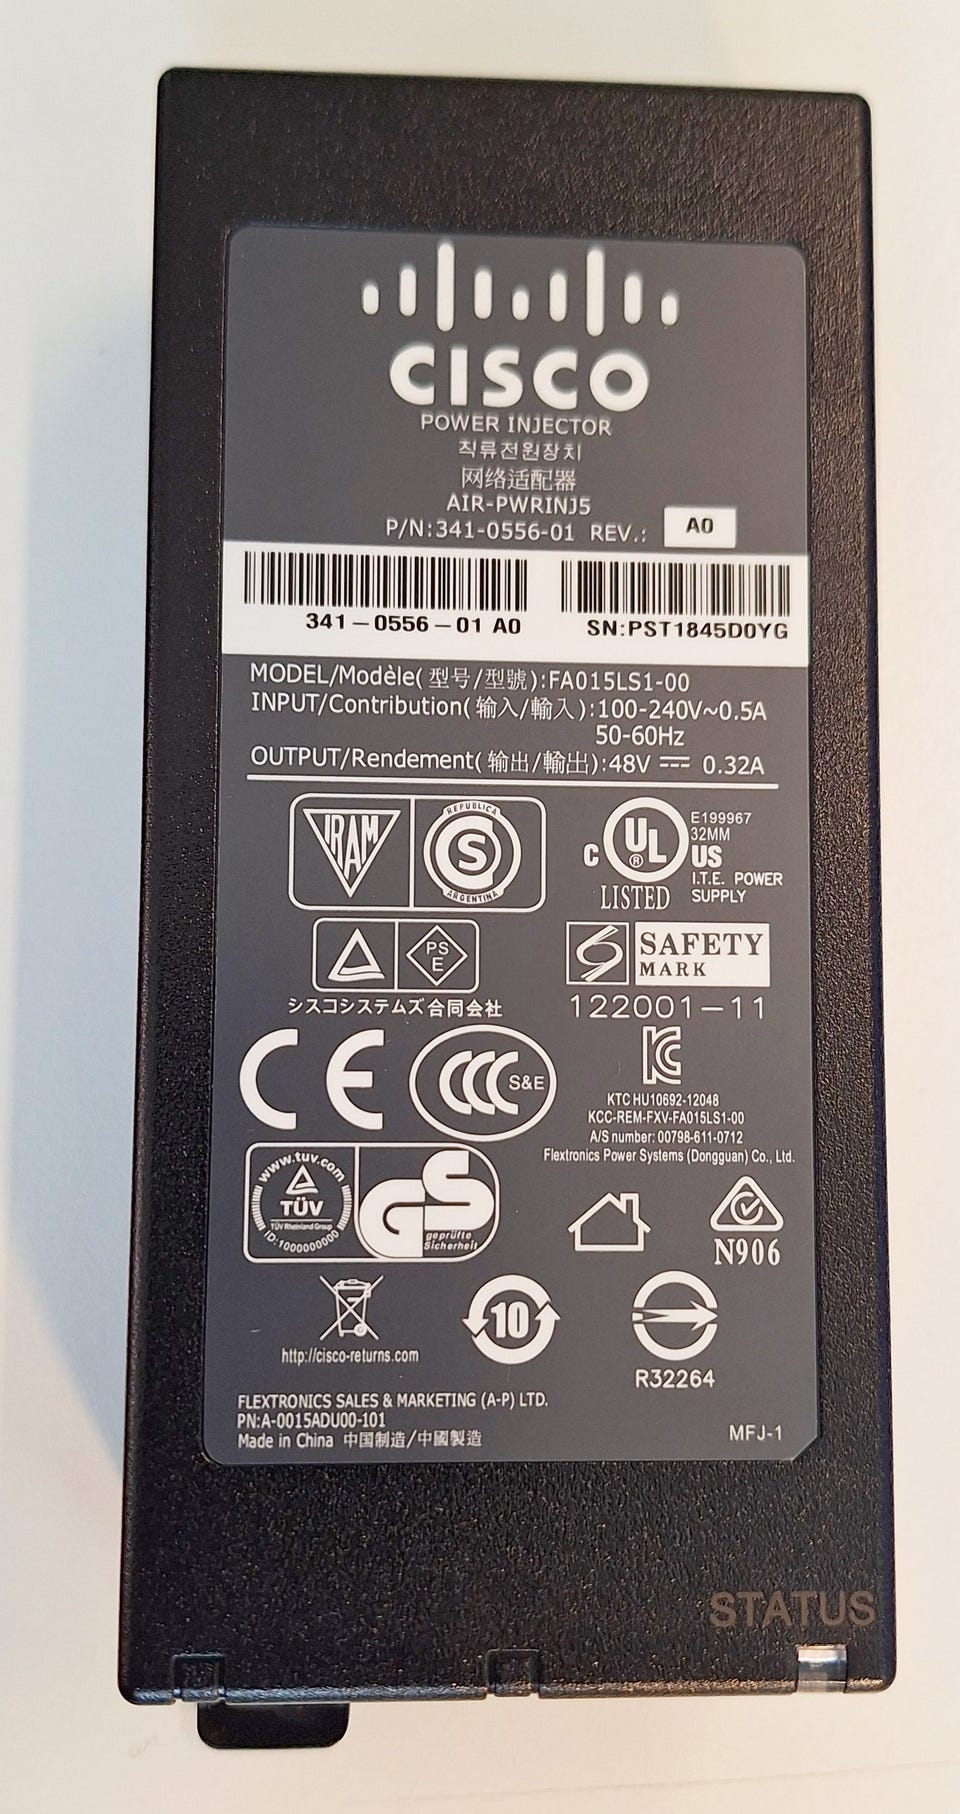 CISCO
POWER INJECTOR
직류전원장치
网络适配器
AIR-PWRINJ5
P/N:341-0556-01 REV.: A0
341-0556-01 A0
SN:PST1845D0YG
MODEL/Modèle(型号/型號):FA015LS1-00
INPUT/Contribution(输入/輸入):100-240V~0.5A
50-60Hz
OUTPUT/Rendement(输出/輸出):48V ⎓ 0.32A
IRAM
REPUBLICA
S
ARGENTINA
C UL ® US
LISTED
E199967
32MM
I.T.E. POWER
SUPPLY
PS
E
シスコシステムズ合同会社
S SAFETY
MARK
122001-11
CE
CCC S&E
KC
KTC HU10692-12048
KCC-REM-FXV-FA015LS1-00
A/S number: 00798-611-0712
Flextronics Power Systems (Dongguan) Co., Ltd.
www.tuv.com
TÜV
TÜV Rheinland Group
ID:1000000000
GS
geprüfte
Sicherheit
N906
http://cisco-returns.com
10
R32264
FLEXTRONICS SALES & MARKETING (A-P) LTD.
PN:A-0015ADU00-101
Made in China 中国制造/中國製造
MFJ-1
STATUS